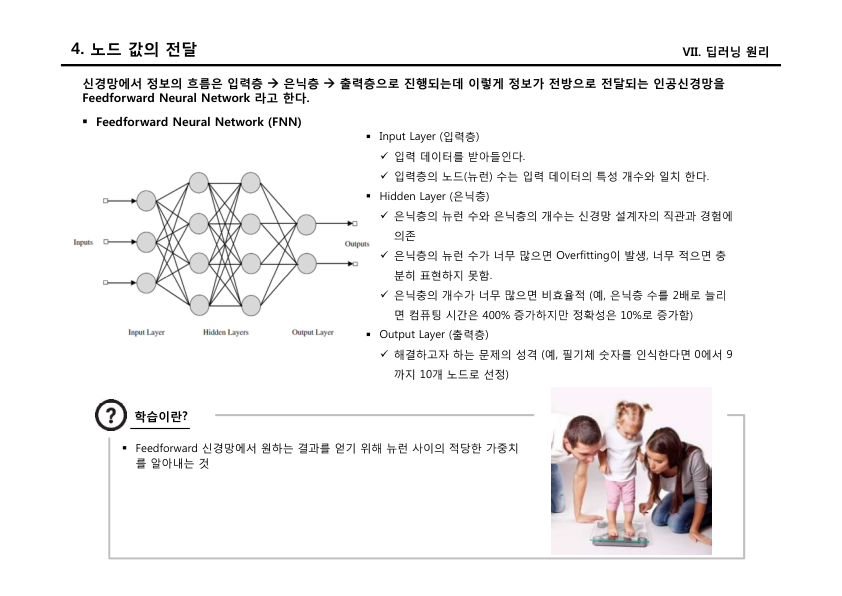 4. 노드 값의 전달
VII. 딥러닝 원리
신경망에서 정보의 흐름은 입력층 → 은닉층 → 출력층으로 진행되는데 이렇게 정보가 전방으로 전달되는 인공신경망을
Feedforward Neural Network 라고 한다.
▪ Feedforward Neural Network (FNN)
Inputs
Outputs
Input Layer
Hidden Layers
Output Layer
▪ Input Layer (입력층)
✓ 입력 데이터를 받아들인다.
✓ 입력층의 노드(뉴런) 수는 입력 데이터의 특성 개수와 일치 한다.
▪ Hidden Layer (은닉층)
✓ 은닉층의 뉴런 수와 은닉층의 개수는 신경망 설계자의 직관과 경험에
의존
✓ 은닉층의 뉴런 수가 너무 많으면 Overfitting이 발생, 너무 적으면 충
분히 표현하지 못함.
✓ 은닉층의 개수가 너무 많으면 비효율적 (예, 은닉층 수를 2배로 늘리
면 컴퓨팅 시간은 400% 증가하지만 정확성은 10%로 증가함)
▪ Output Layer (출력층)
✓ 해결하고자 하는 문제의 성격 (예, 필기체 숫자를 인식한다면 0에서 9
까지 10개 노드로 선정)
? 학습이란?
▪ Feedforward 신경망에서 원하는 결과를 얻기 위해 뉴런 사이의 적당한 가중치
를 알아내는 것